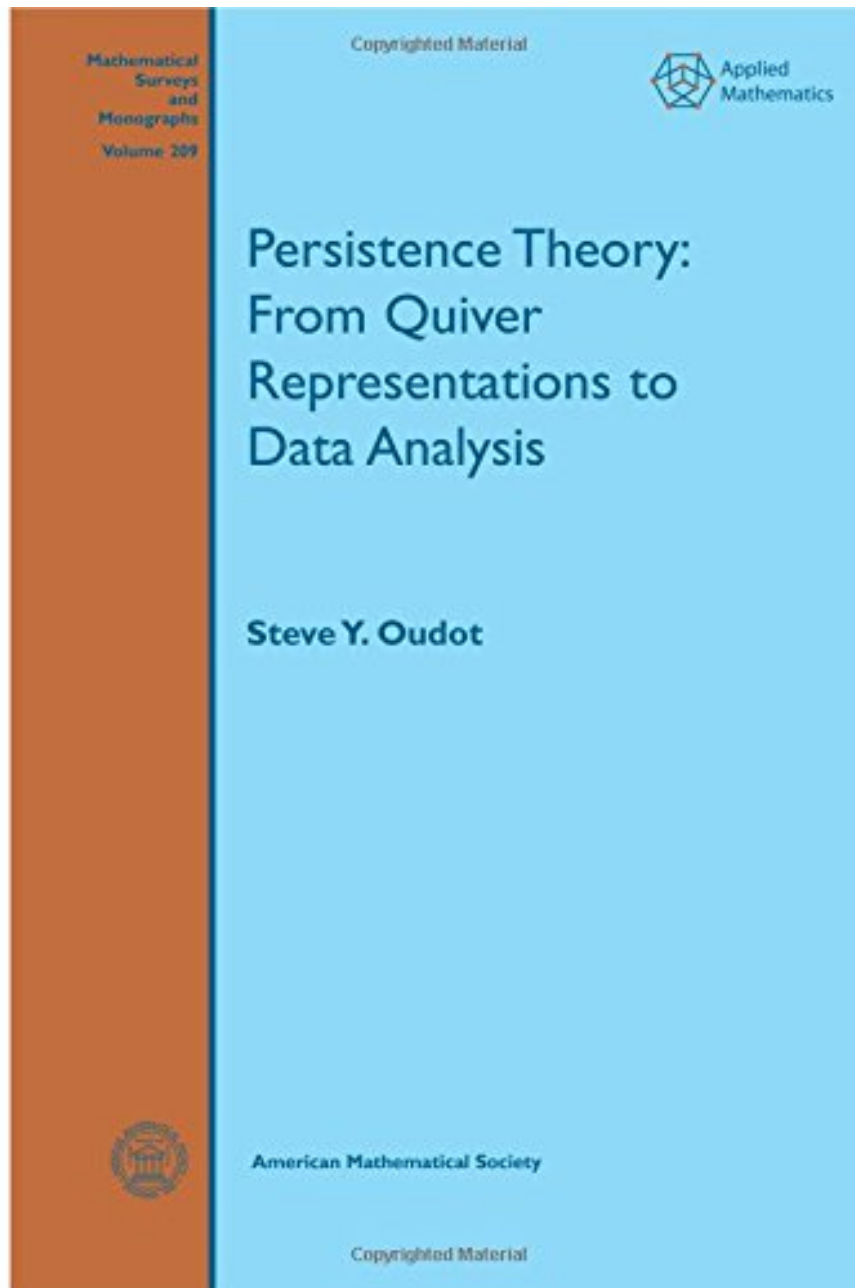 Copyrighted Material
Mathematical
Surveys
and
Monographs
Volume 209
Applied
Mathematics
Persistence Theory:
From Quiver
Representations to
Data Analysis
Steve Y. Oudot
American Mathematical Society
Copyrighted Material